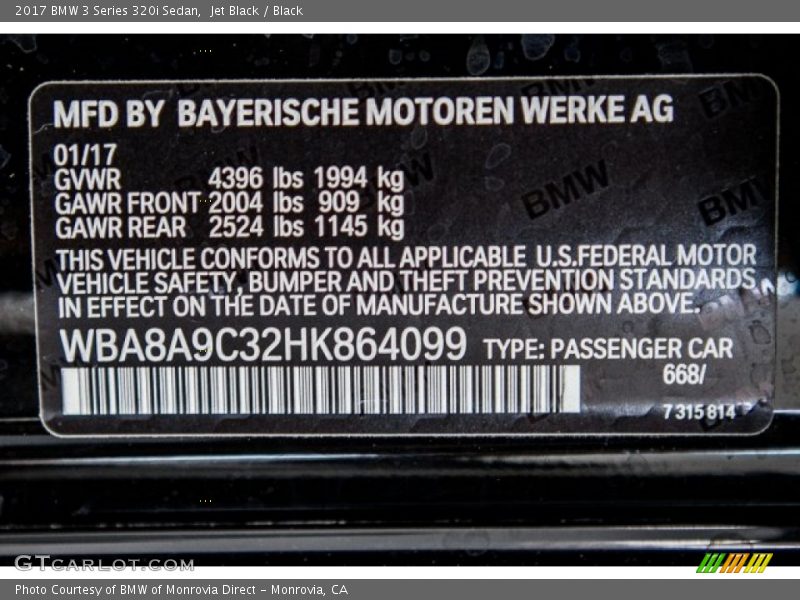 2017 BMW 3 Series 320i Sedan, Jet Black / Black
MFD BY BAYERISCHE MOTOREN WERKE AG
01/17
GVWR 4396 lbs 1994 kg
GAWR FRONT 2004 lbs 909 kg
GAWR REAR 2524 lbs 1145 kg
THIS VEHICLE CONFORMS TO ALL APPLICABLE U.S.FEDERAL MOTOR
VEHICLE SAFETY, BUMPER AND THEFT PREVENTION STANDARDS
IN EFFECT ON THE DATE OF MANUFACTURE SHOWN ABOVE.
WBA8A9C32HK864099 TYPE: PASSENGER CAR
668/
7 315 814
BMW
BMW
BMW
GTCARLOT.COM
Photo Courtesy of BMW of Monrovia Direct – Monrovia, CA